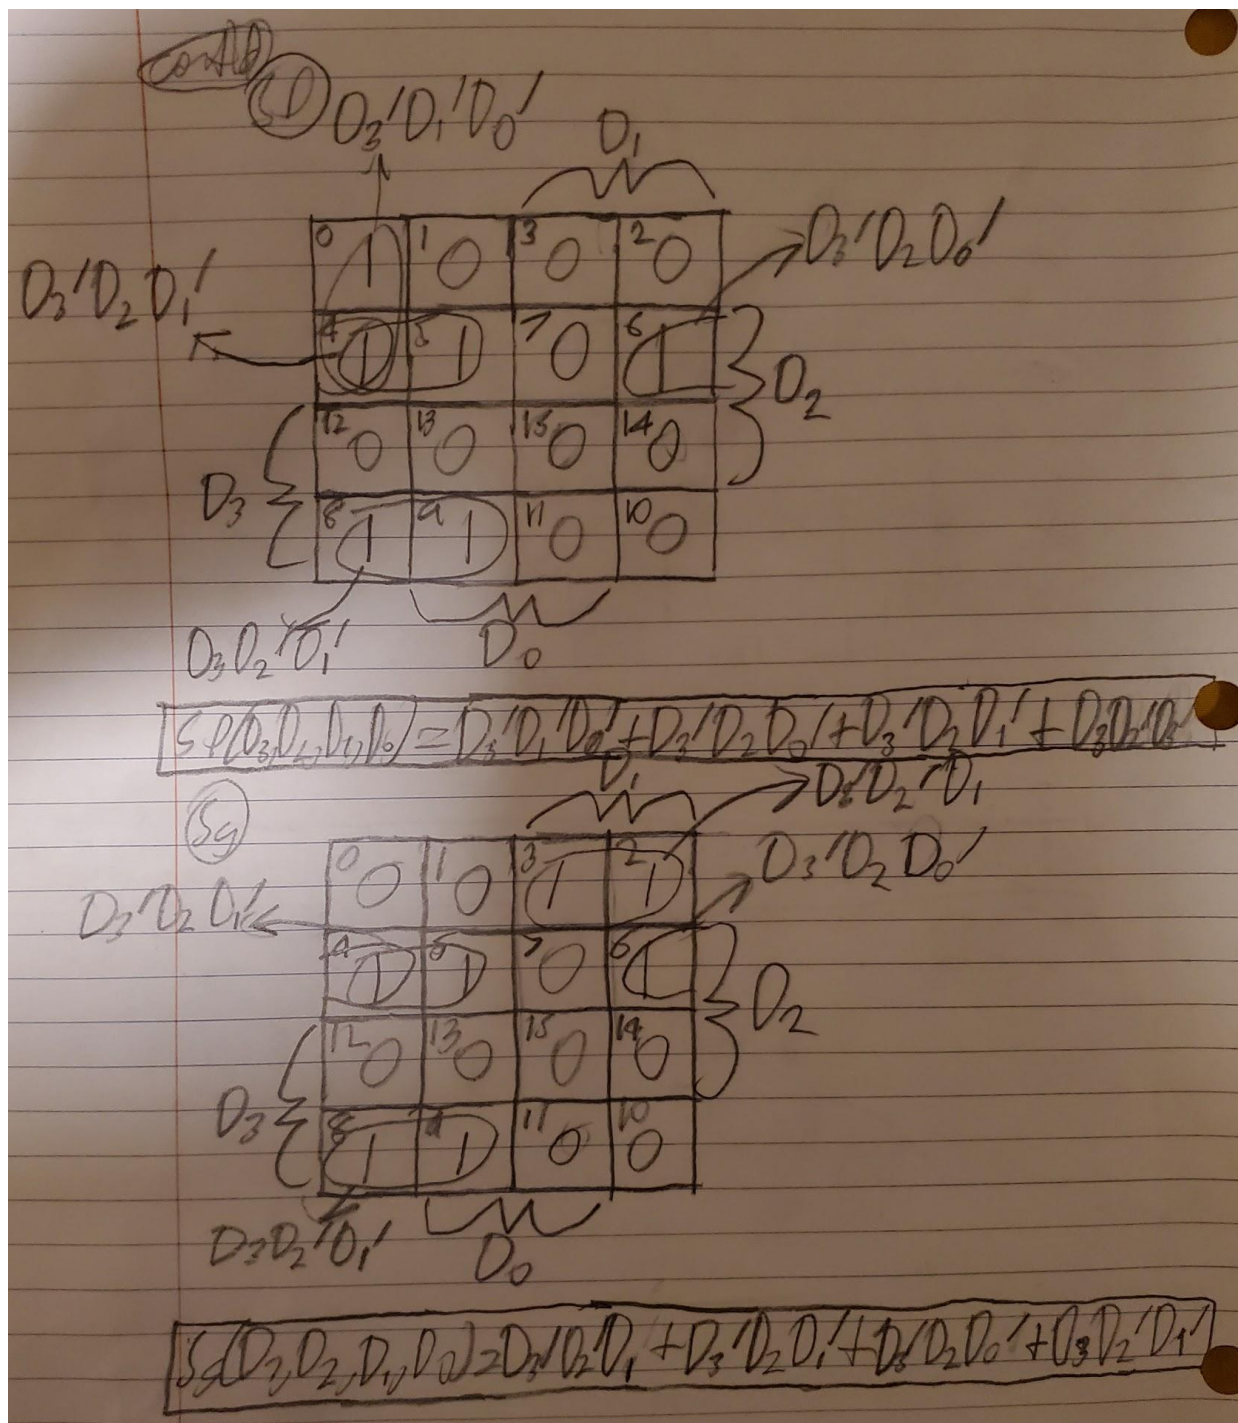 cont'd
D₃'D₁'D₀' D₁
0 1 1 0 3 0 2 0 D₃'D₂D₀'
D₃'D₂D₁'
4 1 5 1 7 0 6 1 D₂
12 0 13 0 15 0 14 0
D₃
8 1 9 1 11 0 10 0
D₃D₂'D₁' D₀
(D₃,D₂,D₁,D₀) = D₃'D₁'D₀' + D₃'D₂D₀' + D₃'D₂D₁' + D₃D₂'D₁'
D₁ D₃'D₂'D₁
Sg
0 0 1 0 3 1 2 1 D₃'D₂D₀'
D₃'D₂D₁'
4 1 5 1 7 0 6 1 D₂
12 0 13 0 15 0 14 0
D₃
8 1 9 1 11 0 10 0
D₃D₂'D₁' D₀
Sg(D₃,D₂,D₁,D₀) = D₃'D₂'D₁ + D₃'D₂D₁' + D₃'D₂D₀' + D₃D₂'D₁'